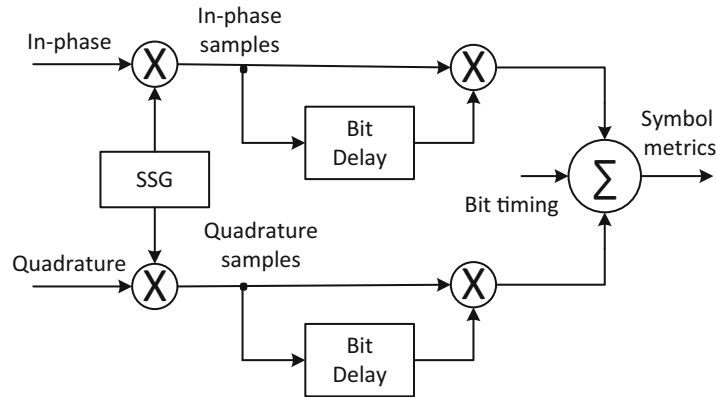 In-phase
In-phase
samples
X
X
Bit
Delay
SSG
Symbol
metrics
Σ
Bit timing
Quadrature
Quadrature
samples
X
X
Bit
Delay